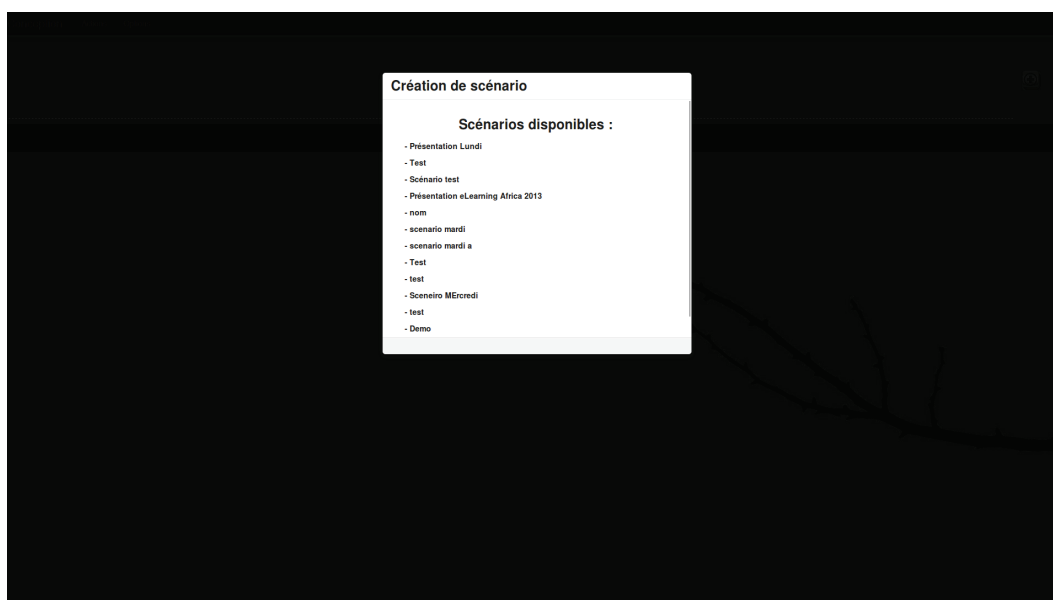 Création de scénario
Scénarios disponibles :
- Présentation Lundi
- Test
- Scénario test
- Présentation eLearning Africa 2013
- nom
- scenario mardi
- scenario mardi a
- Test
- test
- Sceneiro MErcredi
- test
- Demo